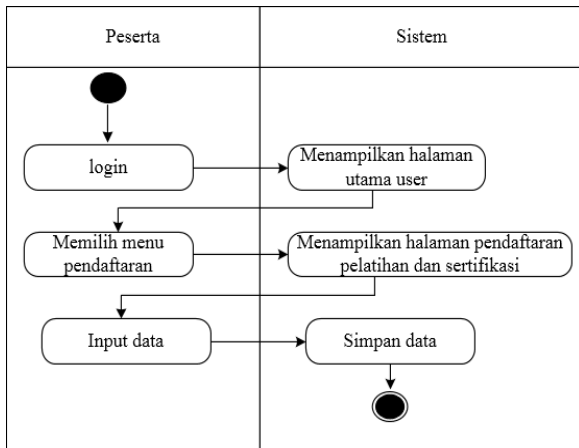 Peserta
Sistem
login
Menampilkan halaman
utama user
Memilih menu
pendaftaran
Menampilkan halaman pendaftaran
pelatihan dan sertifikasi
Input data
Simpan data